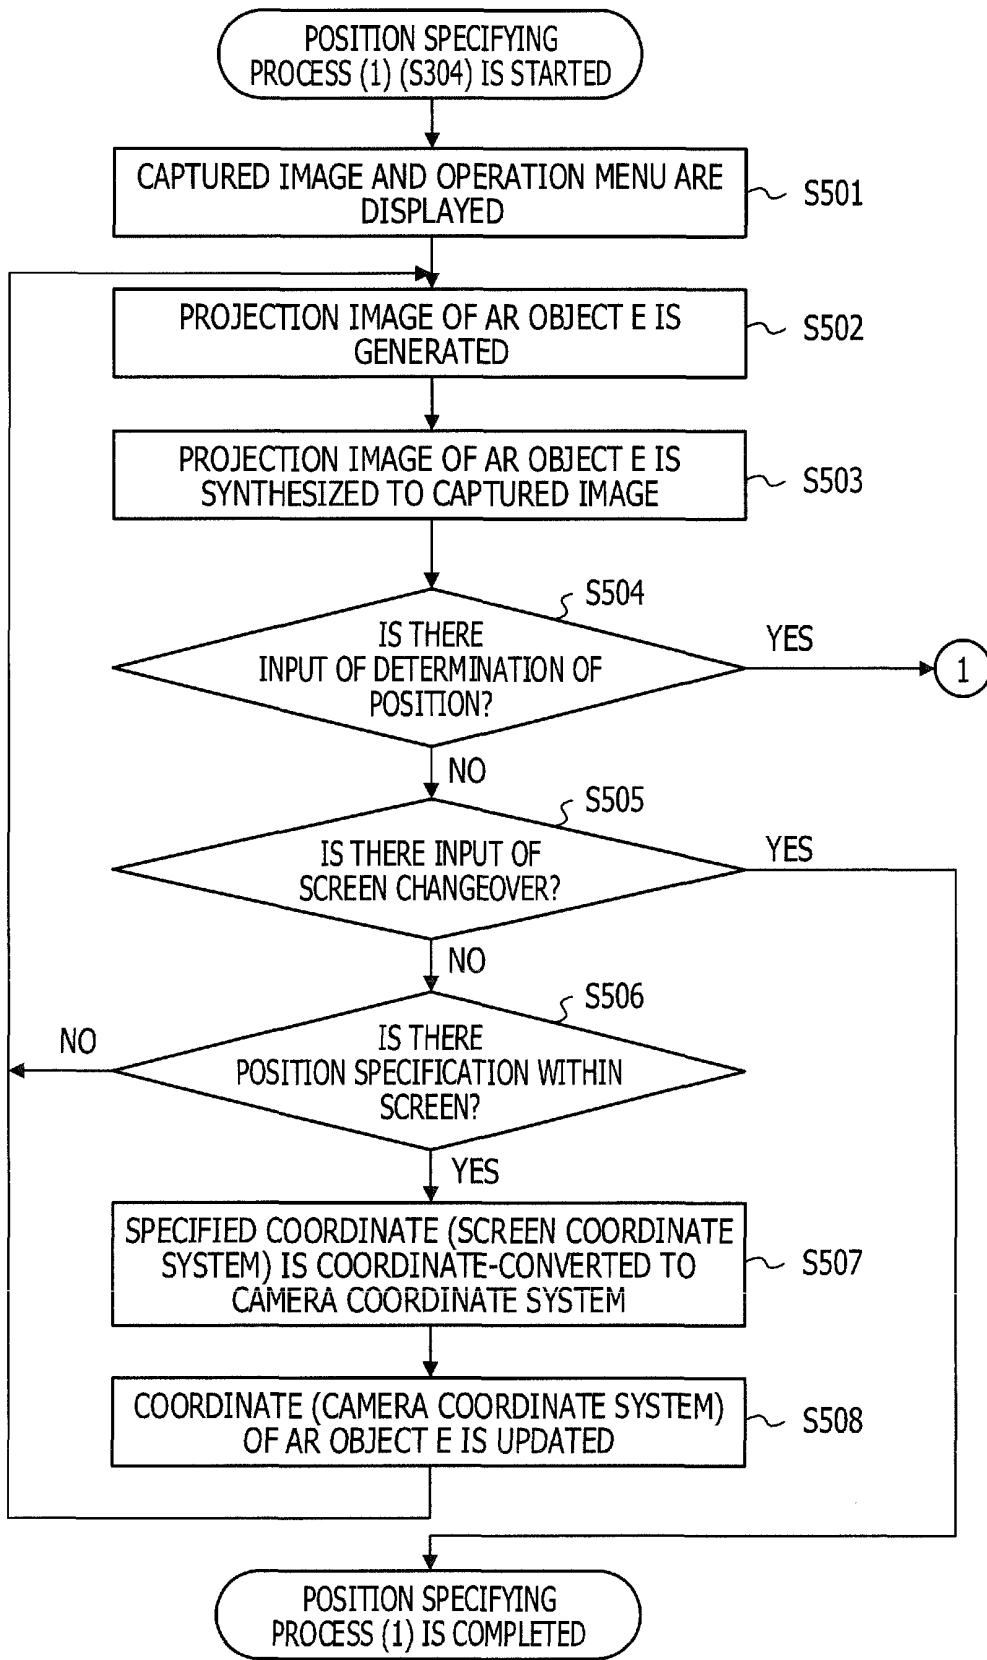 POSITION SPECIFYING
PROCESS (1) (S304) IS STARTED
CAPTURED IMAGE AND OPERATION MENU ARE
DISPLAYED
S501
PROJECTION IMAGE OF AR OBJECT E IS
GENERATED
S502
PROJECTION IMAGE OF AR OBJECT E IS
SYNTHESIZED TO CAPTURED IMAGE
S503
S504
IS THERE
INPUT OF DETERMINATION OF
POSITION?
YES
1
NO
S505
IS THERE INPUT OF
SCREEN CHANGEOVER?
YES
NO
S506
IS THERE
POSITION SPECIFICATION WITHIN
SCREEN?
NO
YES
SPECIFIED COORDINATE (SCREEN COORDINATE
SYSTEM) IS COORDINATE-CONVERTED TO
CAMERA COORDINATE SYSTEM
S507
COORDINATE (CAMERA COORDINATE SYSTEM)
OF AR OBJECT E IS UPDATED
S508
POSITION SPECIFYING
PROCESS (1) IS COMPLETED